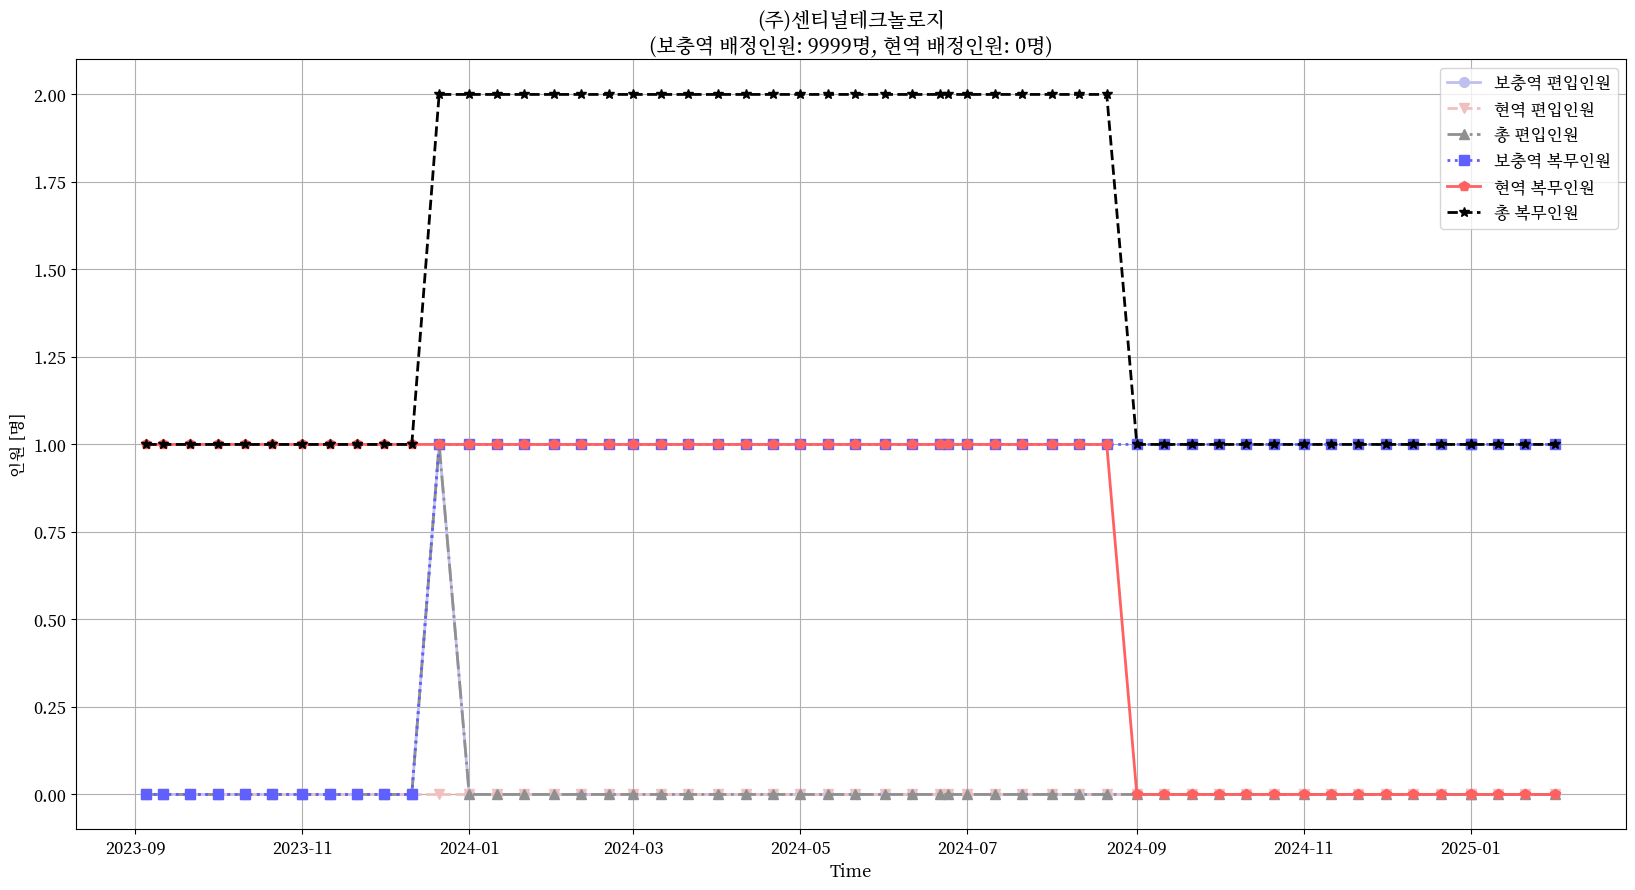 (주)센티널테크놀로지
(보충역 배정인원: 9999명, 현역 배정인원: 0명)
보충역 편입인원
현역 편입인원
총 편입인원
보충역 복무인원
현역 복무인원
총 복무인원
인원 [명]
2.00
1.75
1.50
1.25
1.00
0.75
0.50
0.25
0.00
2023-09
2023-11
2024-01
2024-03
2024-05
2024-07
2024-09
2024-11
2025-01
Time